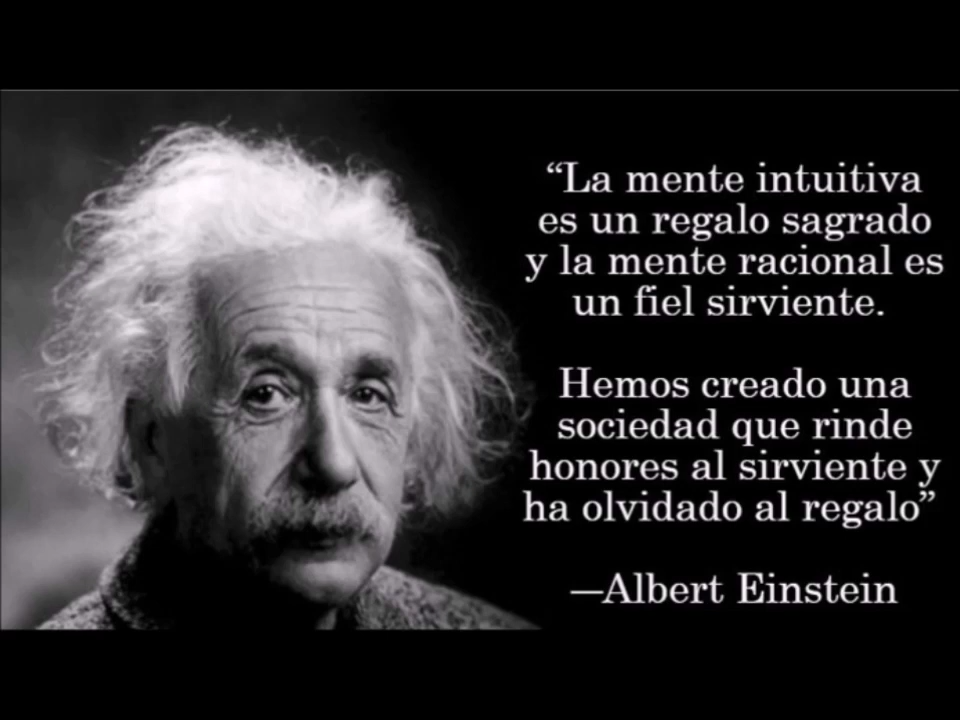 “La mente intuitiva
es un regalo sagrado
y la mente racional es
un fiel sirviente.
Hemos creado una
sociedad que rinde
honores al sirviente y
ha olvidado al regalo”
—Albert Einstein